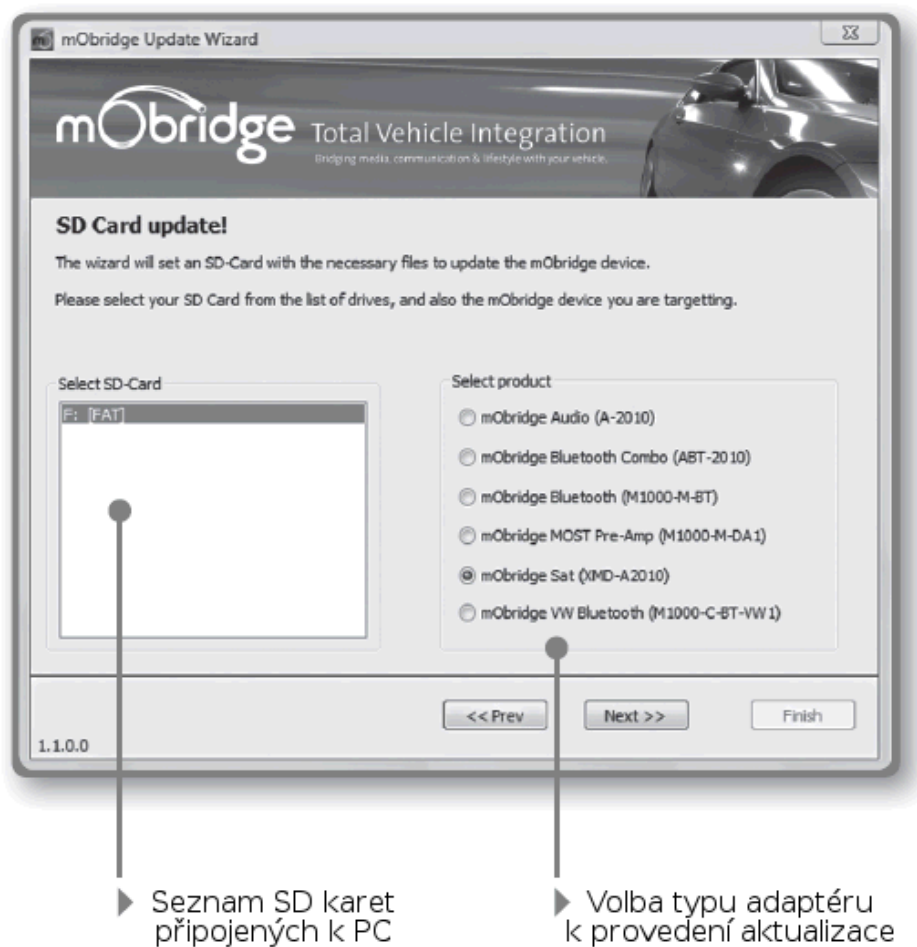 mObridge Update Wizard
mObridge Total Vehicle Integration
Bridging media, communication & lifestyle with your vehicle.
SD Card update!
The wizard will set an SD-Card with the necessary files to update the mObridge device.
Please select your SD Card from the list of drives, and also the mObridge device you are targetting.
Select SD-Card
F: [FAT]
Select product
mObridge Audio (A-2010)
mObridge Bluetooth Combo (ABT-2010)
mObridge Bluetooth (M1000-M-BT)
mObridge MOST Pre-Amp (M1000-M-DA1)
mObridge Sat (XMD-A2010)
mObridge VW Bluetooth (M1000-C-BT-VW1)
<< Prev
Next >>
Finish
1.1.0.0
Seznam SD karet
připojených k PC
Volba typu adaptéru
k provedení aktualizace